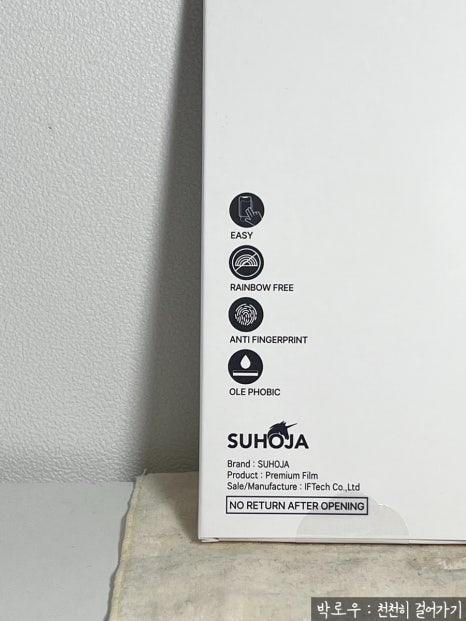 EASY
RAINBOW FREE
ANTI FINGERPRINT
OLE PHOBIC
SUHOJA
Brand : SUHOJA
Product : Premium Film
Sale/Manufacture : IFTech Co.,Ltd
NO RETURN AFTER OPENING
박로우 : 천천히 걸어가기